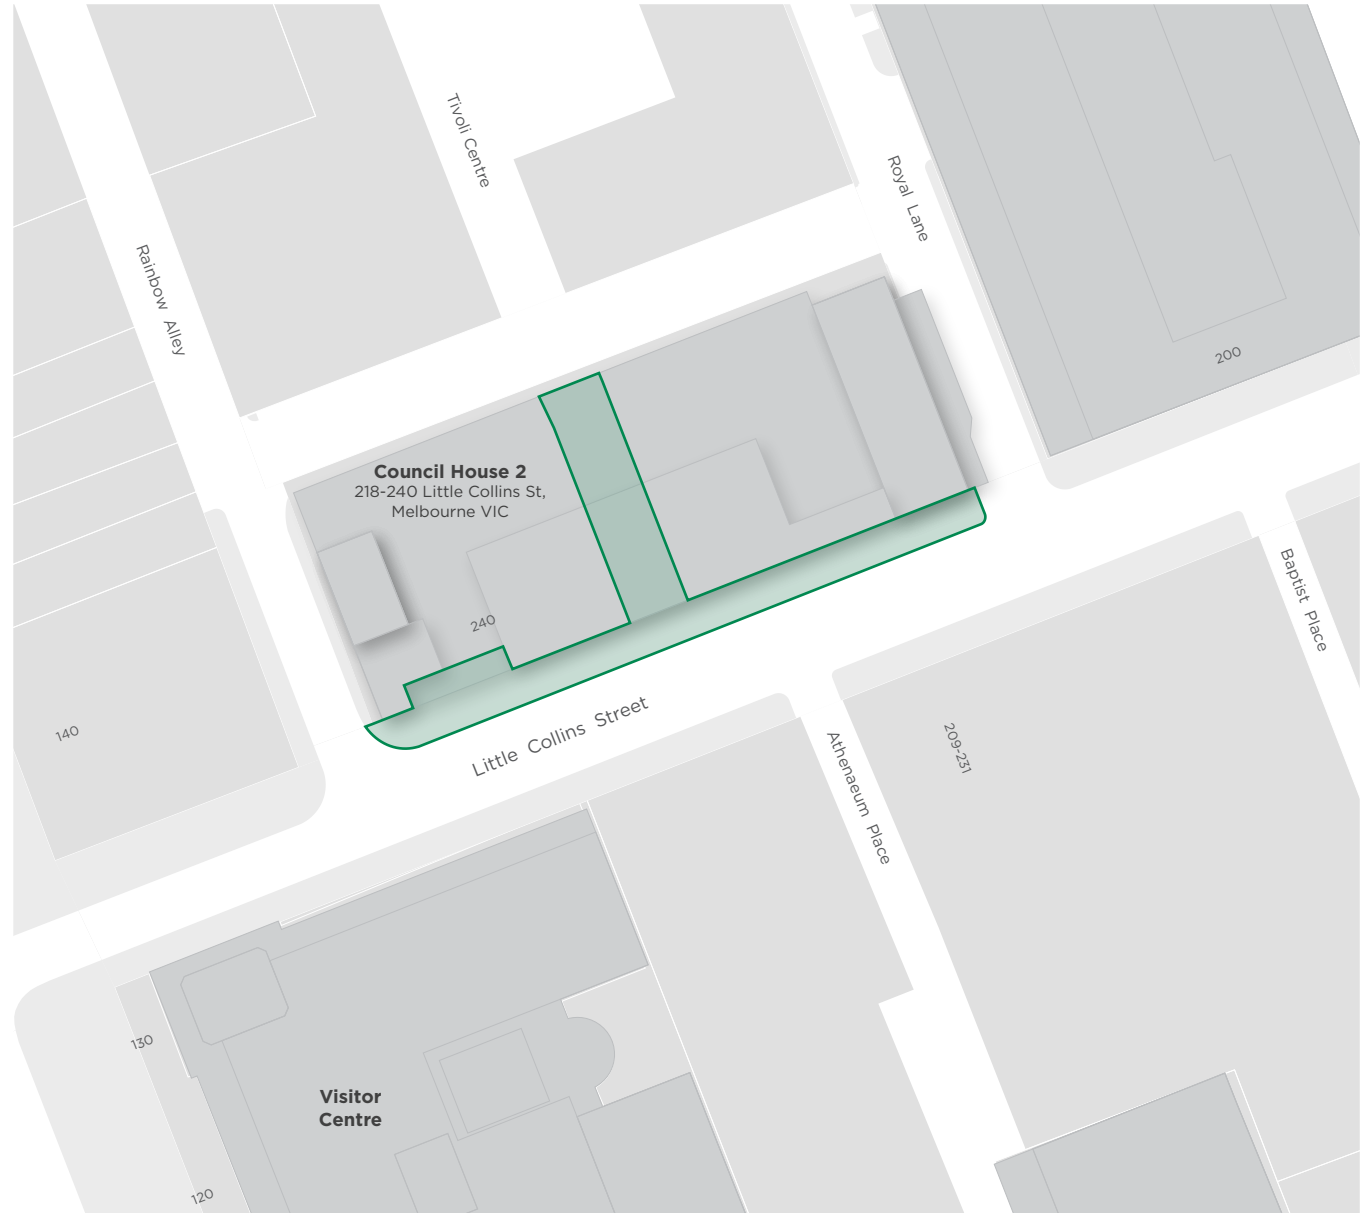 Tivoli Centre
Royal Lane
Rainbow Alley
200
Council House 2
218-240 Little Collins St,
Melbourne VIC
240
Baptist Place
Little Collins Street
140
Athenaeum Place
209-231
130
Visitor
Centre
120